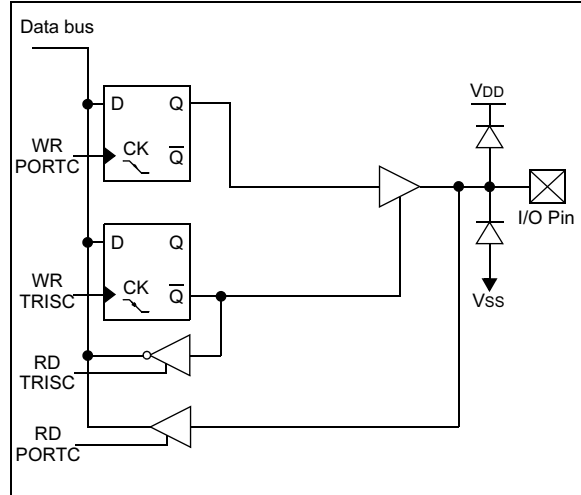 Data bus
D Q
VDD
WR
PORTC
CK
Q
I/O Pin
D Q
WR
TRISC
CK
Q
VSS
RD
TRISC
RD
PORTC